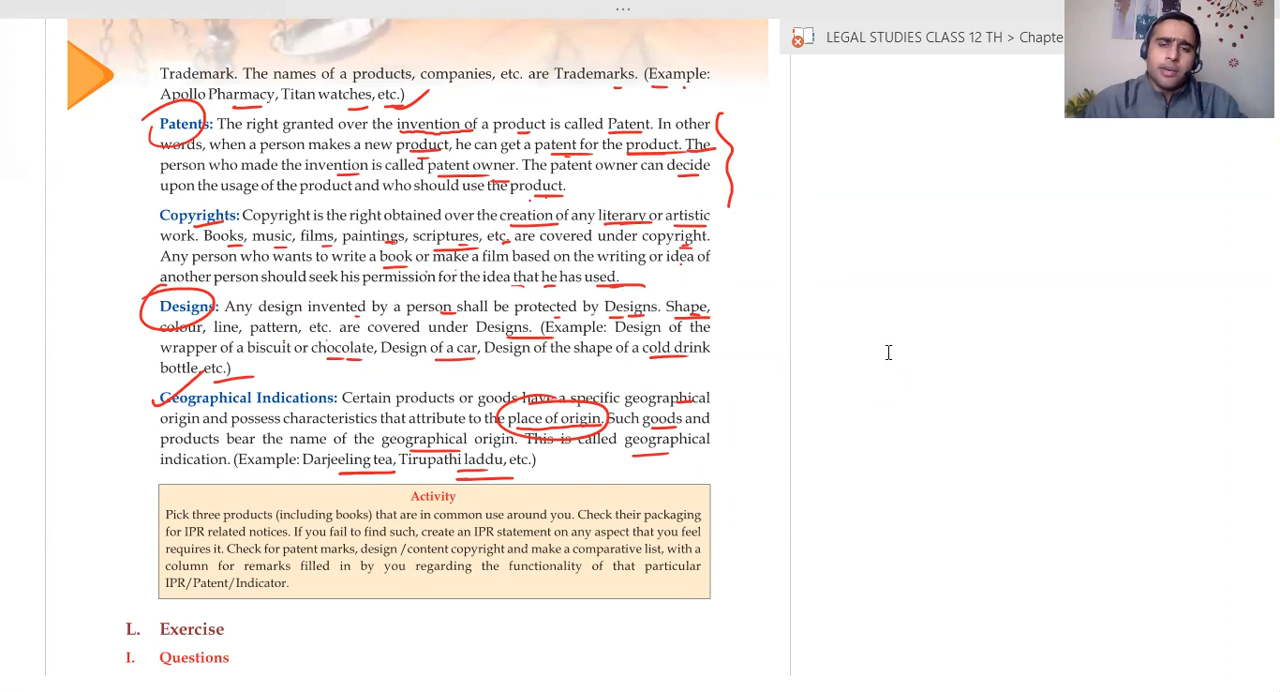 ...
LEGAL STUDIES CLASS 12 TH > Chapte
Trademark. The names of a products, companies, etc. are Trademarks. (Example:
Apollo Pharmacy, Titan watches, etc.)
Patents: The right granted over the invention of a product is called Patent. In other
words, when a person makes a new product, he can get a patent for the product. The
person who made the invention is called patent owner. The patent owner can decide
upon the usage of the product and who should use the product.
Copyrights: Copyright is the right obtained over the creation of any literary or artistic
work. Books, music, films, paintings, scriptures, etc. are covered under copyright.
Any person who wants to write a book or make a film based on the writing or idea of
another person should seek his permission for the idea that he has used.
Designs: Any design invented by a person shall be protected by Designs. Shape,
colour, line, pattern, etc. are covered under Designs. (Example: Design of the
wrapper of a biscuit or chocolate, Design of a car, Design of the shape of a cold drink
bottle, etc.)
Geographical Indications: Certain products or goods have a specific geographical
origin and possess characteristics that attribute to the place of origin. Such goods and
products bear the name of the geographical origin. This is called geographical
indication. (Example: Darjeeling tea, Tirupathi laddu, etc.)
Activity
Pick three products (including books) that are in common use around you. Check their packaging
for IPR related notices. If you fail to find such, create an IPR statement on any aspect that you feel
requires it. Check for patent marks, design /content copyright and make a comparative list, with a
column for remarks filled in by you regarding the functionality of that particular
IPR/Patent/Indicator.
L. Exercise
I. Questions